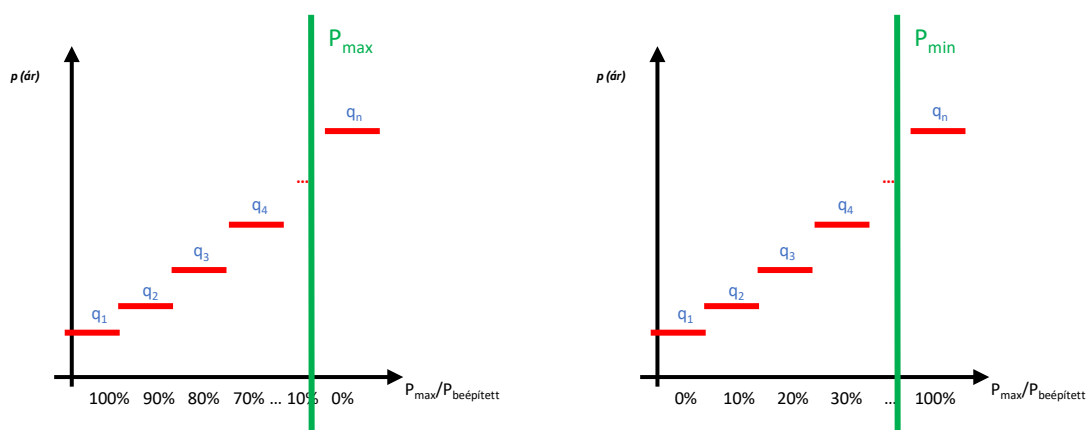 P_max
p (ár)
q_n
q_4
q_3
q_2
q_1
100% 90% 80% 70% ... 10% 0%
P_max/P_beépített
P_min
p (ár)
q_n
q_4
q_3
q_2
q_1
0% 10% 20% 30% ... 100%
P_max/P_beépített